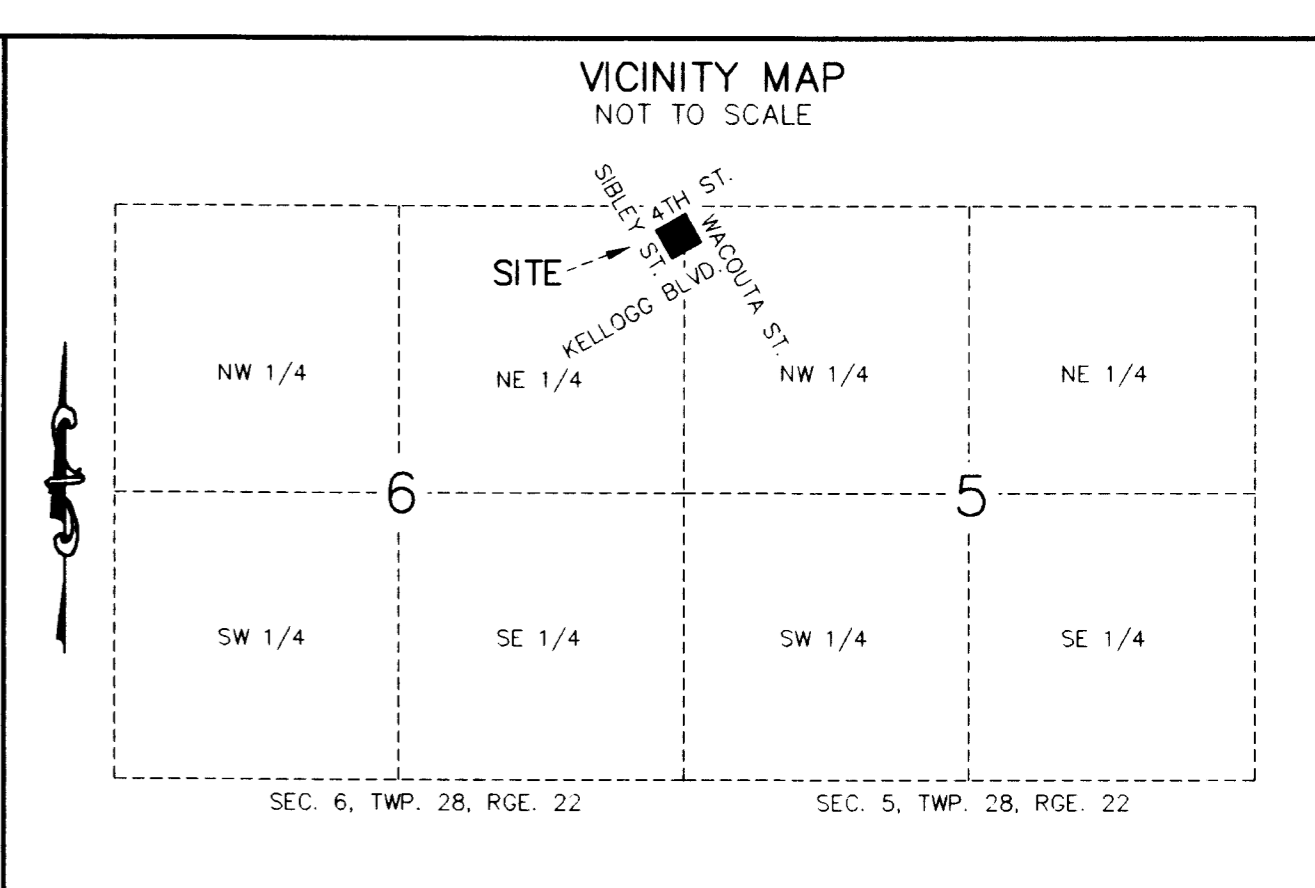 VICINITY MAP
NOT TO SCALE
SIBLEY ST.
4TH ST.
WACOUTA ST.
KELLOGG BLVD.
SITE
NW 1/4
NE 1/4
NW 1/4
NE 1/4
6
5
SW 1/4
SE 1/4
SW 1/4
SE 1/4
SEC. 6, TWP. 28, RGE. 22
SEC. 5, TWP. 28, RGE. 22